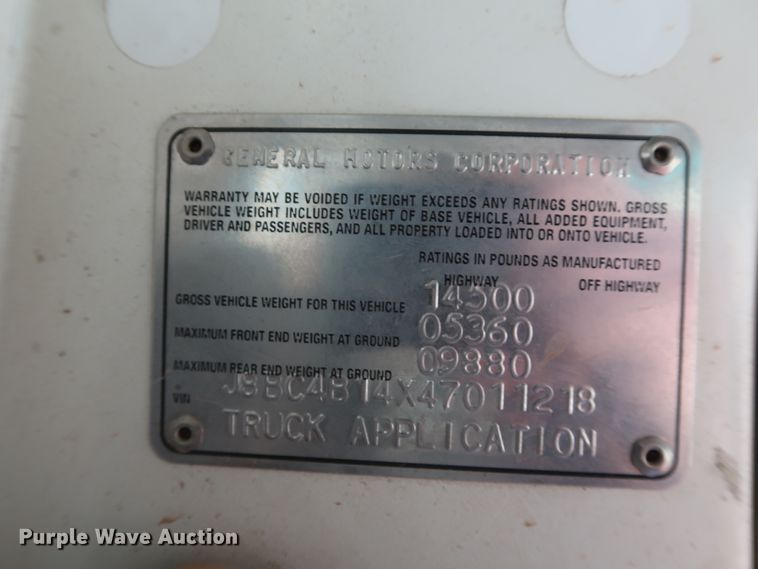 GENERAL MOTORS CORPORATION
WARRANTY MAY BE VOIDED IF WEIGHT EXCEEDS ANY RATINGS SHOWN. GROSS
VEHICLE WEIGHT INCLUDES WEIGHT OF BASE VEHICLE, ALL ADDED EQUIPMENT,
DRIVER AND PASSENGERS, AND ALL PROPERTY LOADED INTO OR ONTO VEHICLE.
RATINGS IN POUNDS AS MANUFACTURED
HIGHWAY OFF HIGHWAY
GROSS VEHICLE WEIGHT FOR THIS VEHICLE 14500
MAXIMUM FRONT END WEIGHT AT GROUND 05360
MAXIMUM REAR END WEIGHT AT GROUND 09880
VIN J8BC4B14X47011218
TRUCK APPLICATION
Purple Wave Auction